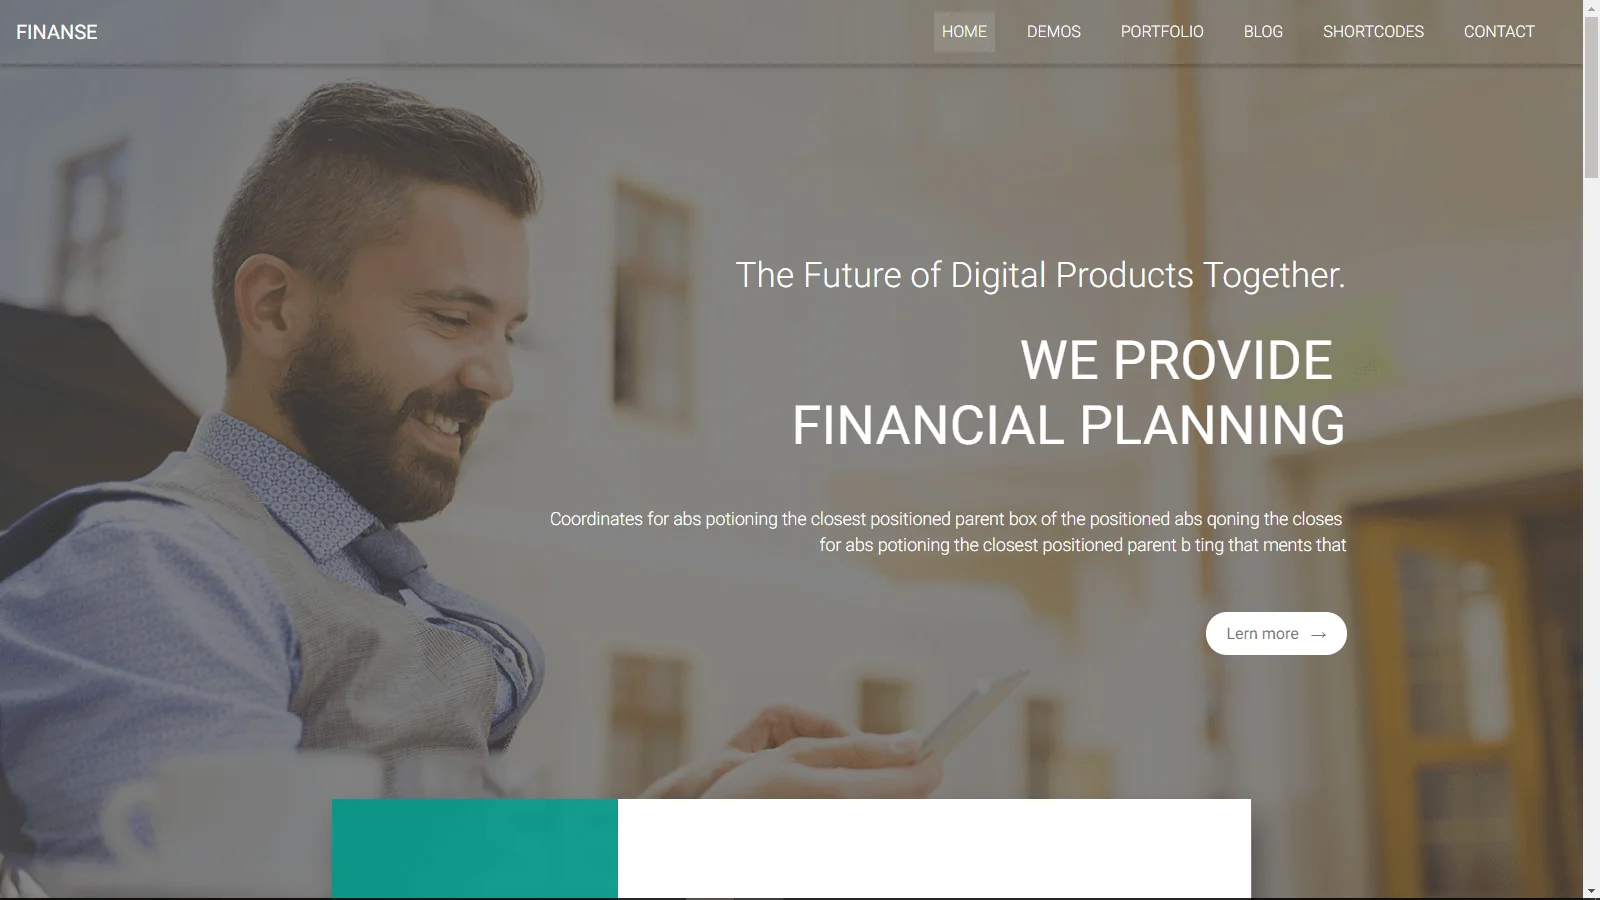 FINANSE
HOME DEMOS PORTFOLIO BLOG SHORTCODES CONTACT
The Future of Digital Products Together.
WE PROVIDE
FINANCIAL PLANNING
Coordinates for abs potioning the closest positioned parent box of the positioned abs qoning the closes
for abs potioning the closest positioned parent b ting that ments that
Lern more →